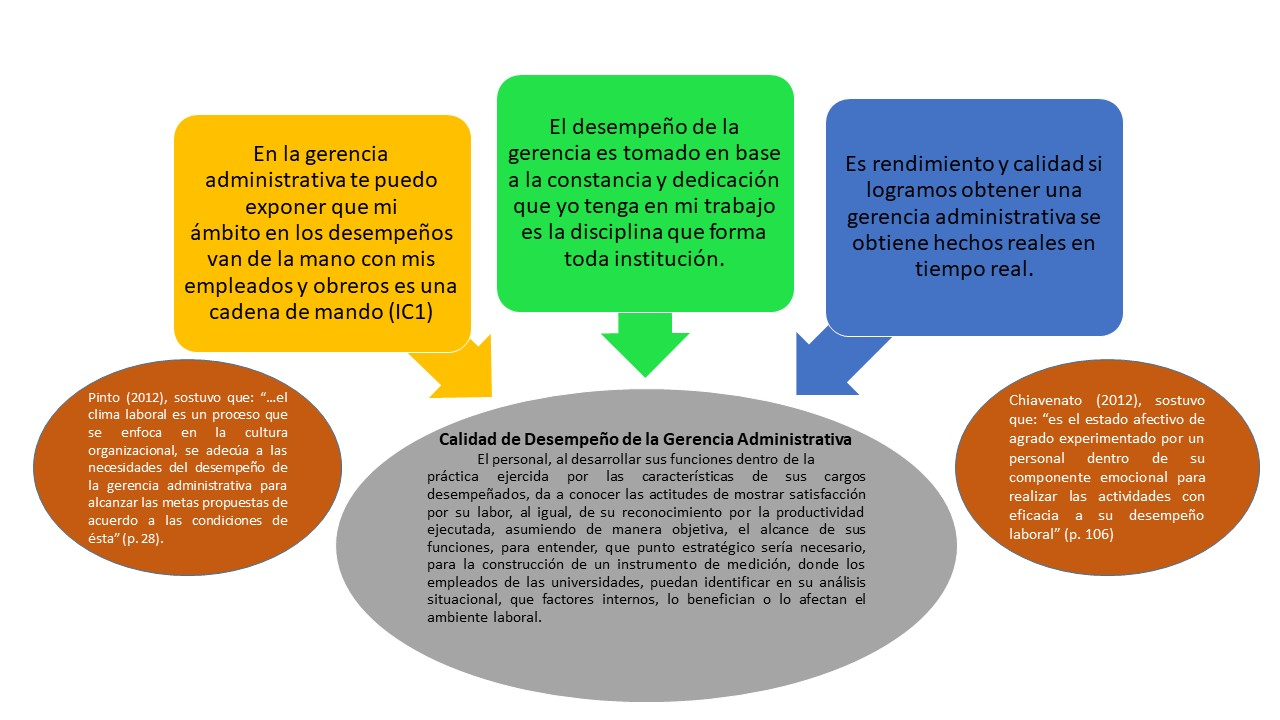 En la gerencia
administrativa te puedo
exponer que mi
ámbito en los desempeños
van de la mano con mis
empleados y obreros es una
cadena de mando (IC1)
El desempeño de la
gerencia es tomado en base
a la constancia y dedicación
que yo tenga en mi trabajo
es la disciplina que forma
toda institución.
Es rendimiento y calidad si
logramos obtener una
gerencia administrativa se
obtiene hechos reales en
tiempo real.
Pinto (2012), sostuvo que: “…el
clima laboral es un proceso que
se enfoca en la cultura
organizacional, se adecúa a las
necesidades del desempeño de
la gerencia administrativa para
alcanzar las metas propuestas de
acuerdo a las condiciones de
ésta” (p. 28).
Calidad de Desempeño de la Gerencia Administrativa
El personal, al desarrollar sus funciones dentro de la
práctica ejercida por las características de sus cargos
desempeñados, da a conocer las actitudes de mostrar satisfacción
por su labor, al igual, de su reconocimiento por la productividad
ejecutada, asumiendo de manera objetiva, el alcance de sus
funciones, para entender, que punto estratégico sería necesario,
para la construcción de un instrumento de medición, donde los
empleados de las universidades, puedan identificar en su análisis
situacional, que factores internos, lo benefician o lo afectan el
ambiente laboral.
Chiavenato (2012), sostuvo
que: “es el estado afectivo de
agrado experimentado por un
personal dentro de su
componente emocional para
realizar las actividades con
eficacia a su desempeño
laboral” (p. 106)